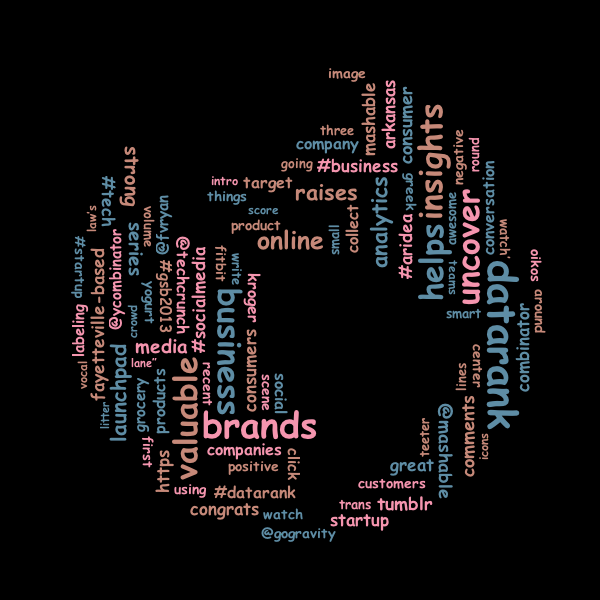 image
mashable
arkansas
consumer
three
company
insights
negative
round
going
#business
intro
target
raises
things
score
product
online
small
collect
analytics
greek
#aridea
helps
awesome
teams
uncover
conversation
watch
smart
datarank
oikos
around
combinator
strong
#tech
law's
volume
@jvryan
series
#startup
fayetteville-based
@ycombinator
labeling
yogurt
crowd
#gsb2013
@techcrunch
#socialmedia
fitbit
write
kroger
business
media
lane"
vocal
litter
launchpad
grocery
products
valuable
recent
consumers
scene
social
brands
first
https
using
companies
positive
click
#datarank
congrats
watch
@gogravity
center
lines
comments
icons
teeter
@mashable
great
customers
trans
tumblr
startup